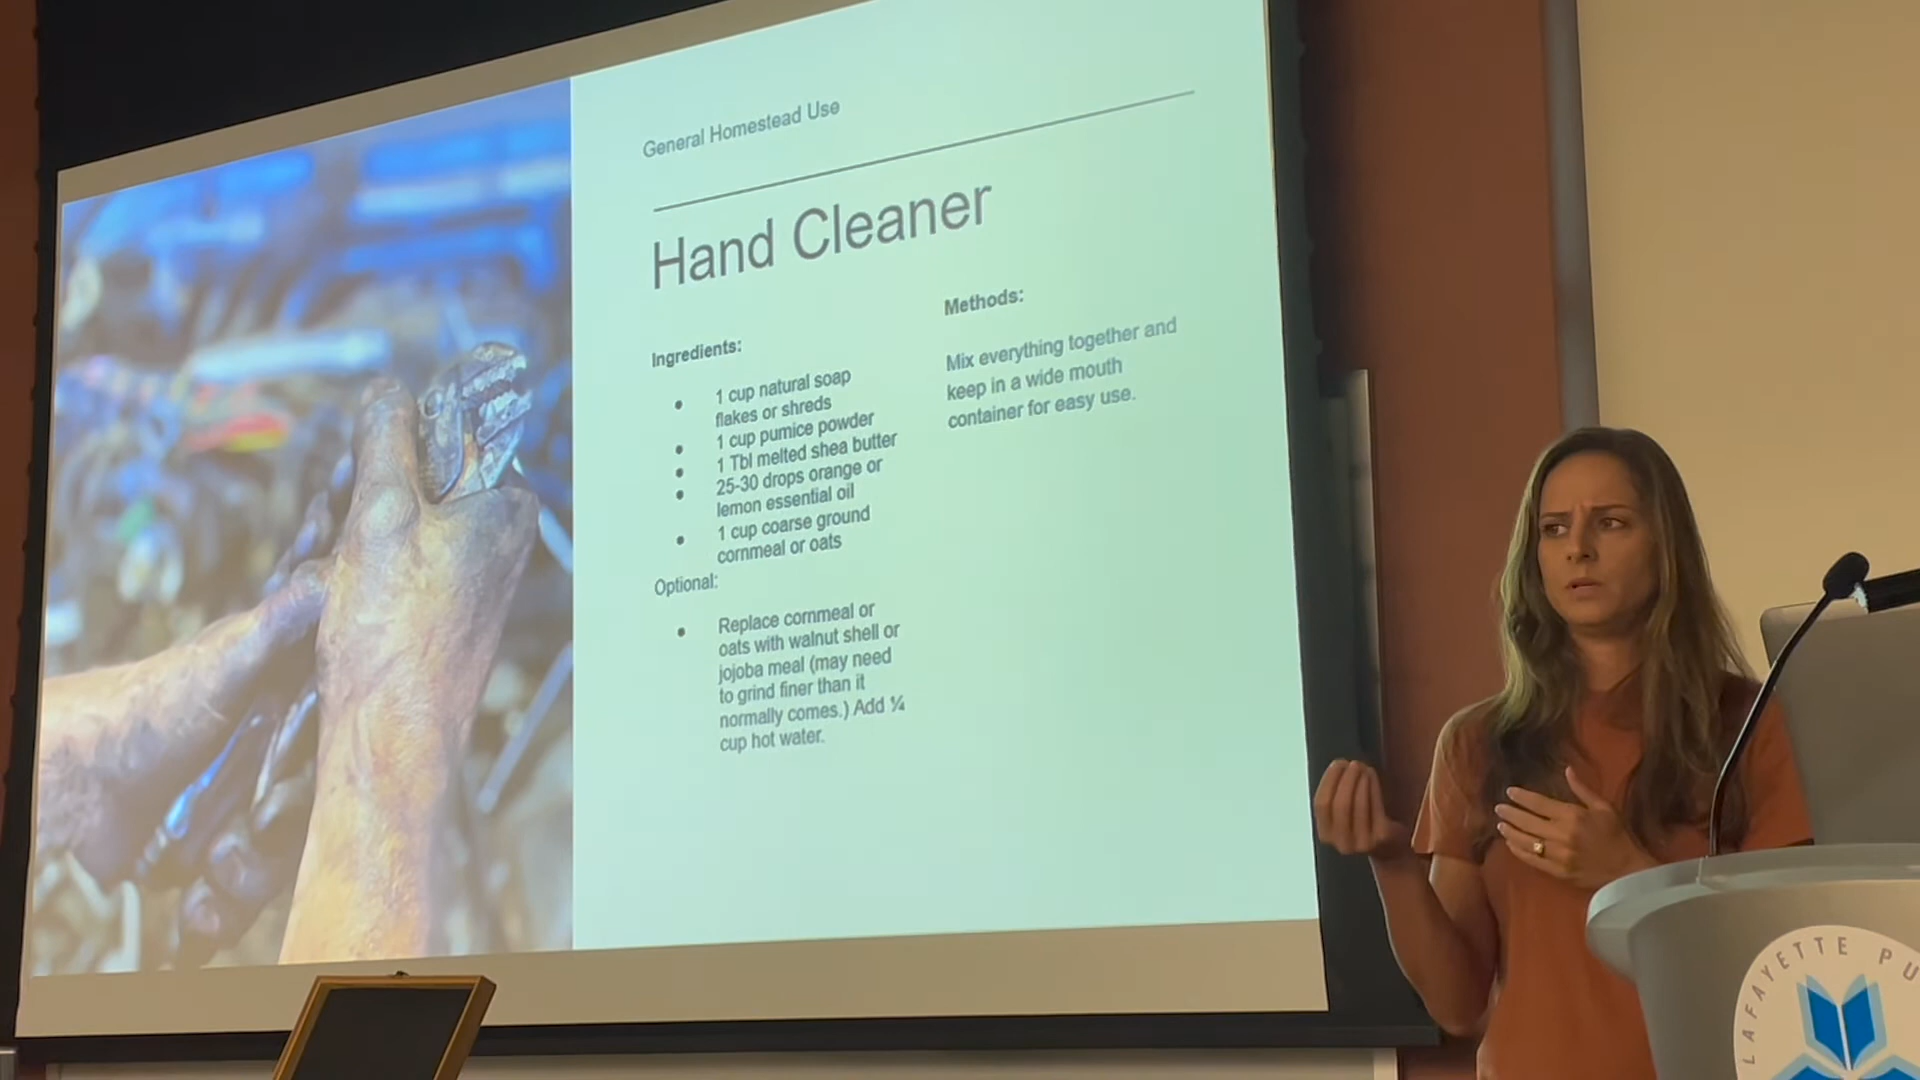 General Homestead Use
Hand Cleaner
Ingredients:
1 cup natural soap
flakes or shreds
1 cup pumice powder
1 Tbl melted shea butter
25-30 drops orange or
lemon essential oil
1 cup coarse ground
cornmeal or oats
Optional:
Replace cornmeal or
oats with walnut shell or
jojoba meal (may need
to grind finer than it
normally comes.) Add ¼
cup hot water.
Methods:
Mix everything together and
keep in a wide mouth
container for easy use.
LAFAYETTE PU